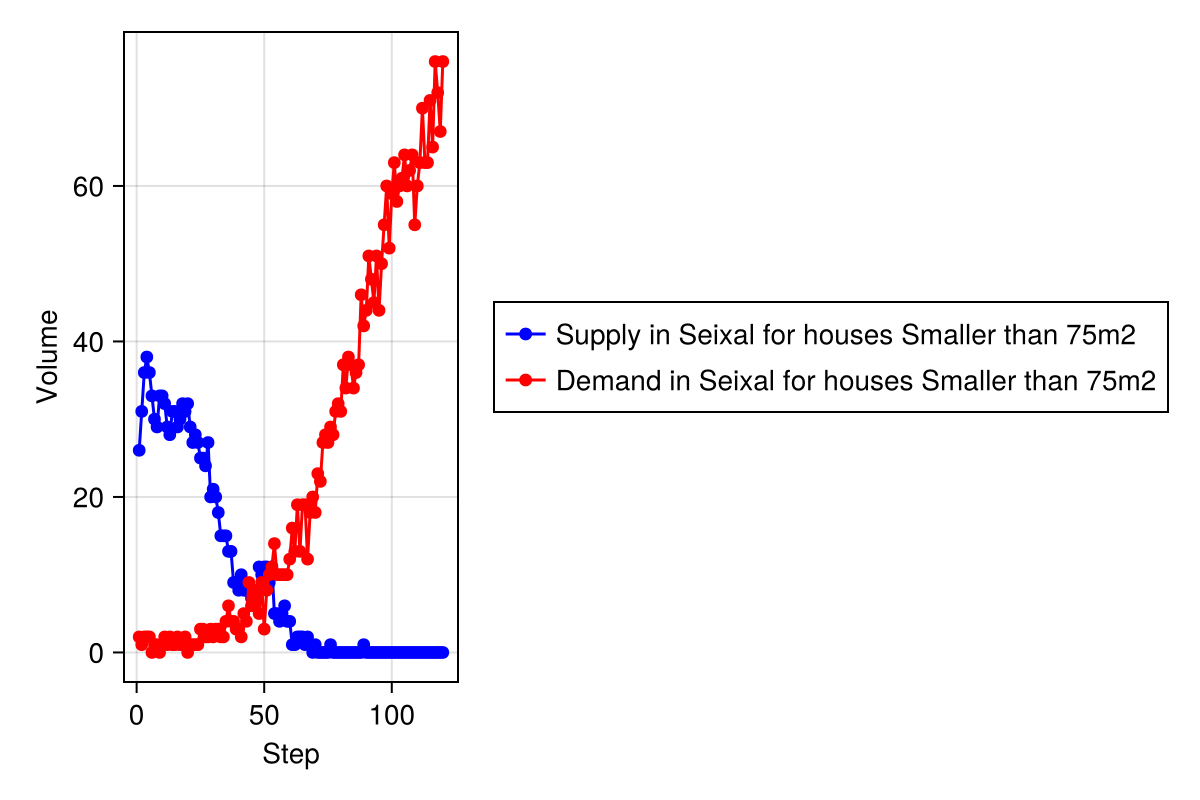 60
40
20
0
Volume
0 50 100
Step
Supply in Seixal for houses Smaller than 75m2
Demand in Seixal for houses Smaller than 75m2